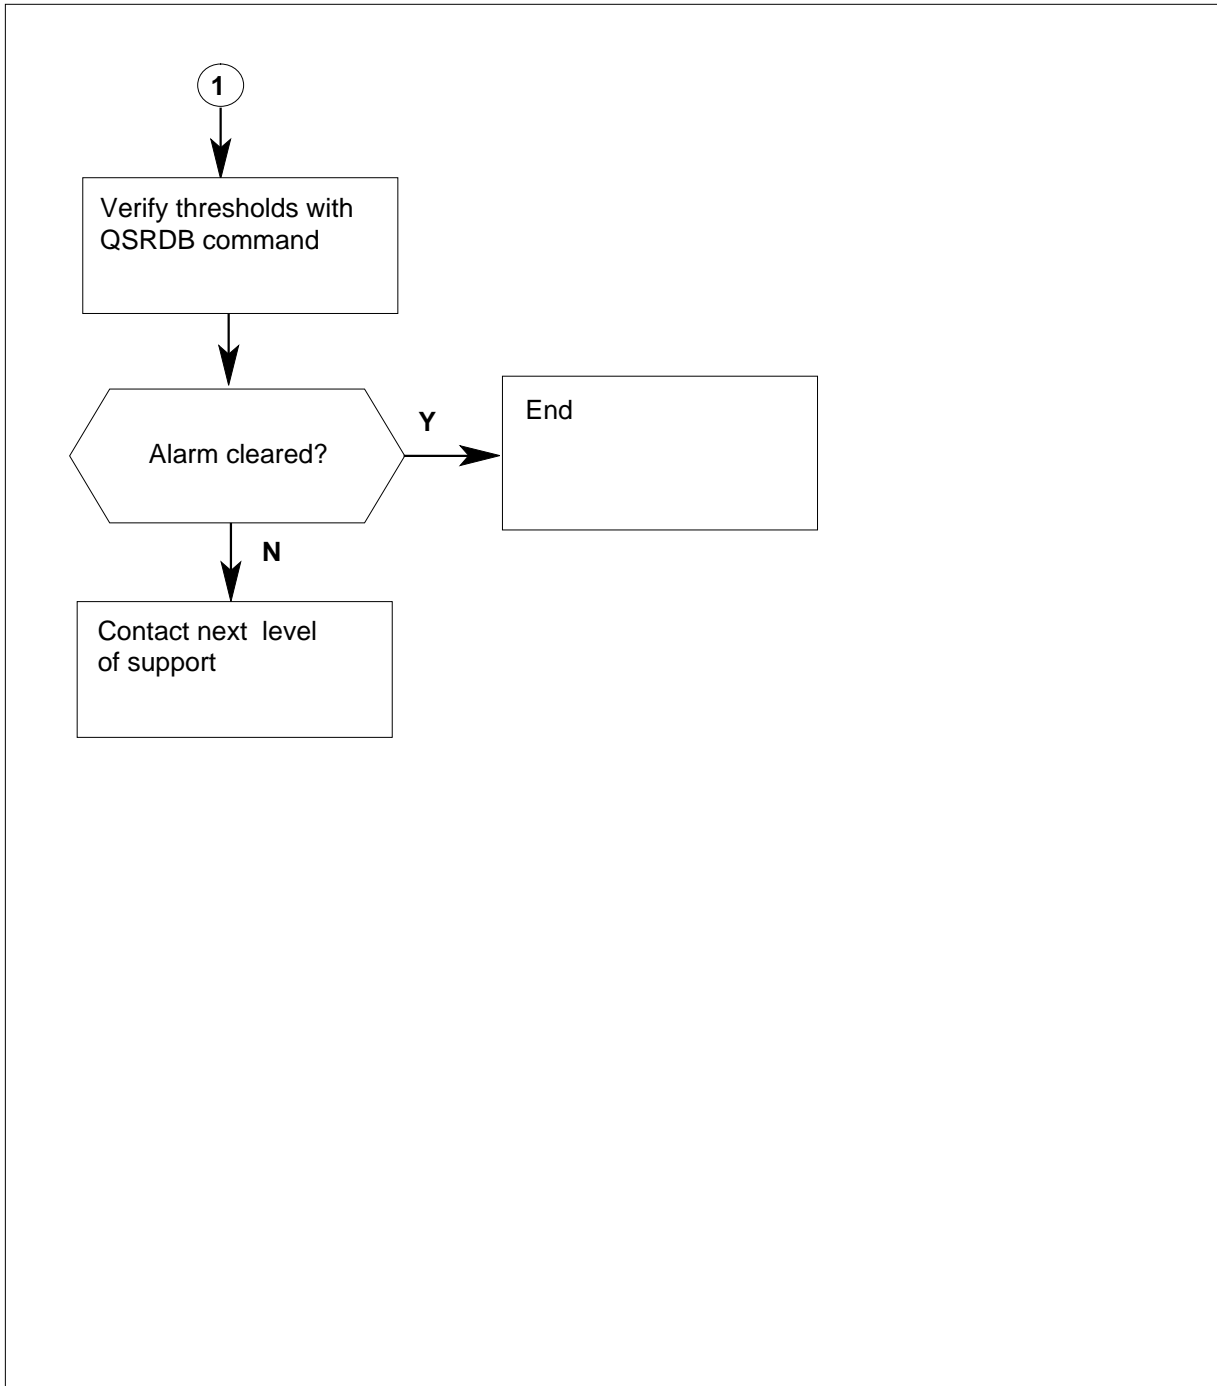 1
Verify thresholds with
QSRDB command
Alarm cleared?
Y
End
N
Contact next level
of support